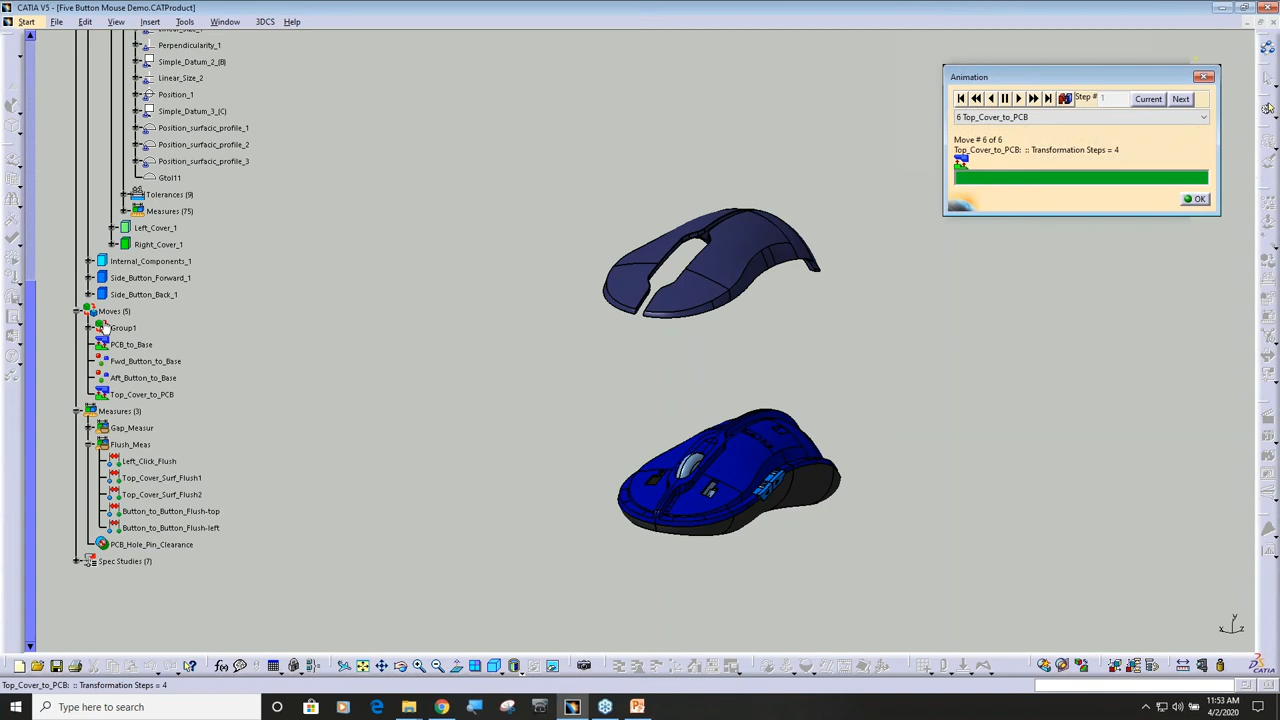 CATIA V5 - [Five Button Mouse Demo.CATProduct]
Start File Edit View Insert Tools Window 3DCS Help
Linear_Size_2
Perpendicularity_1
Simple_Datum_2_(B)
Linear_Size_2
Position_1
Simple_Datum_3_(C)
Position_surfacic_profile_1
Position_surfacic_profile_2
Position_surfacic_profile_3
Gtol11
Tolerances (9)
Measures (75)
Left_Cover_1
Right_Cover_1
Internal_Components_1
Side_Button_Forward_1
Side_Button_Back_1
Moves (5)
Group1
PCB_to_Base
Fwd_Button_to_Base
Aft_Button_to_Base
Top_Cover_to_PCB
Measures (3)
Gap_Measur
Flush_Meas
Left_Click_Flush
Top_Cover_Surf_Flush1
Top_Cover_Surf_Flush2
Button_to_Button_Flush-top
Button_to_Button_Flush-left
PCB_Hole_Pin_Clearance
Spec Studies (7)
Animation
Step # 1 Current Next
6 Top_Cover_to_PCB
Move # 6 of 6
Top_Cover_to_PCB: :: Transformation Steps = 4
OK
y
x z
f(x)
CATIA
Top_Cover_to_PCB: :: Transformation Steps = 4
Type here to search
11:53 AM
4/2/2020